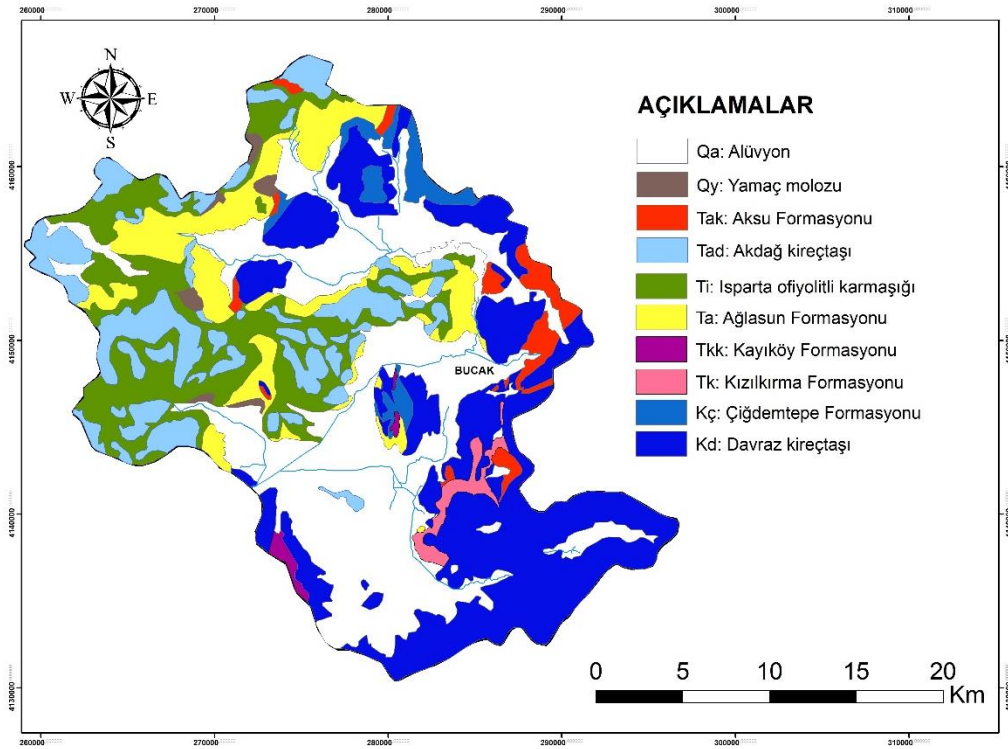 260000 270000 280000 290000 300000 310000
N
W E
S
AÇIKLAMALAR
Qa: Alüvyon
Qy: Yamaç molozu
Tak: Aksu Formasyonu
Tad: Akdağ kireçtaşı
Ti: Isparta ofiyolitli karmaşığı
Ta: Ağlasun Formasyonu
Tkk: Kayıköy Formasyonu
Tk: Kızılkırma Formasyonu
Kç: Çiğdemtepe Formasyonu
Kd: Davraz kireçtaşı
BUCAK
4160000
4150000
4140000
4130000
0 5 10 15 20
Km
260000 270000 280000 290000 300000 310000